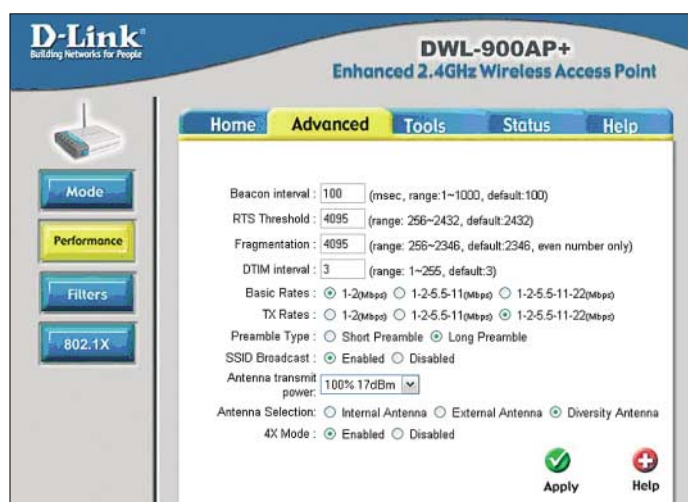 D-Link
Building Networks for People
DWL-900AP+
Enhanced 2.4GHz Wireless Access Point
Home Advanced Tools Status Help
Mode
Performance
Filters
802.1X
Beacon interval : 100 (msec, range:1~1000, default:100)
RTS Threshold : 4095 (range: 256~2432, default:2432)
Fragmentation : 4095 (range: 256~2346, default:2346, even number only)
DTIM interval : 3 (range: 1~255, default:3)
Basic Rates : 1-2(Mbps) 1-2-5.5-11(Mbps) 1-2-5.5-11-22(Mbps)
TX Rates : 1-2(Mbps) 1-2-5.5-11(Mbps) 1-2-5.5-11-22(Mbps)
Preamble Type : Short Preamble Long Preamble
SSID Broadcast : Enabled Disabled
Antenna transmit
power: 100% 17dBm
Antenna Selection: Internal Antenna External Antenna Diversity Antenna
4X Mode : Enabled Disabled
Apply Help